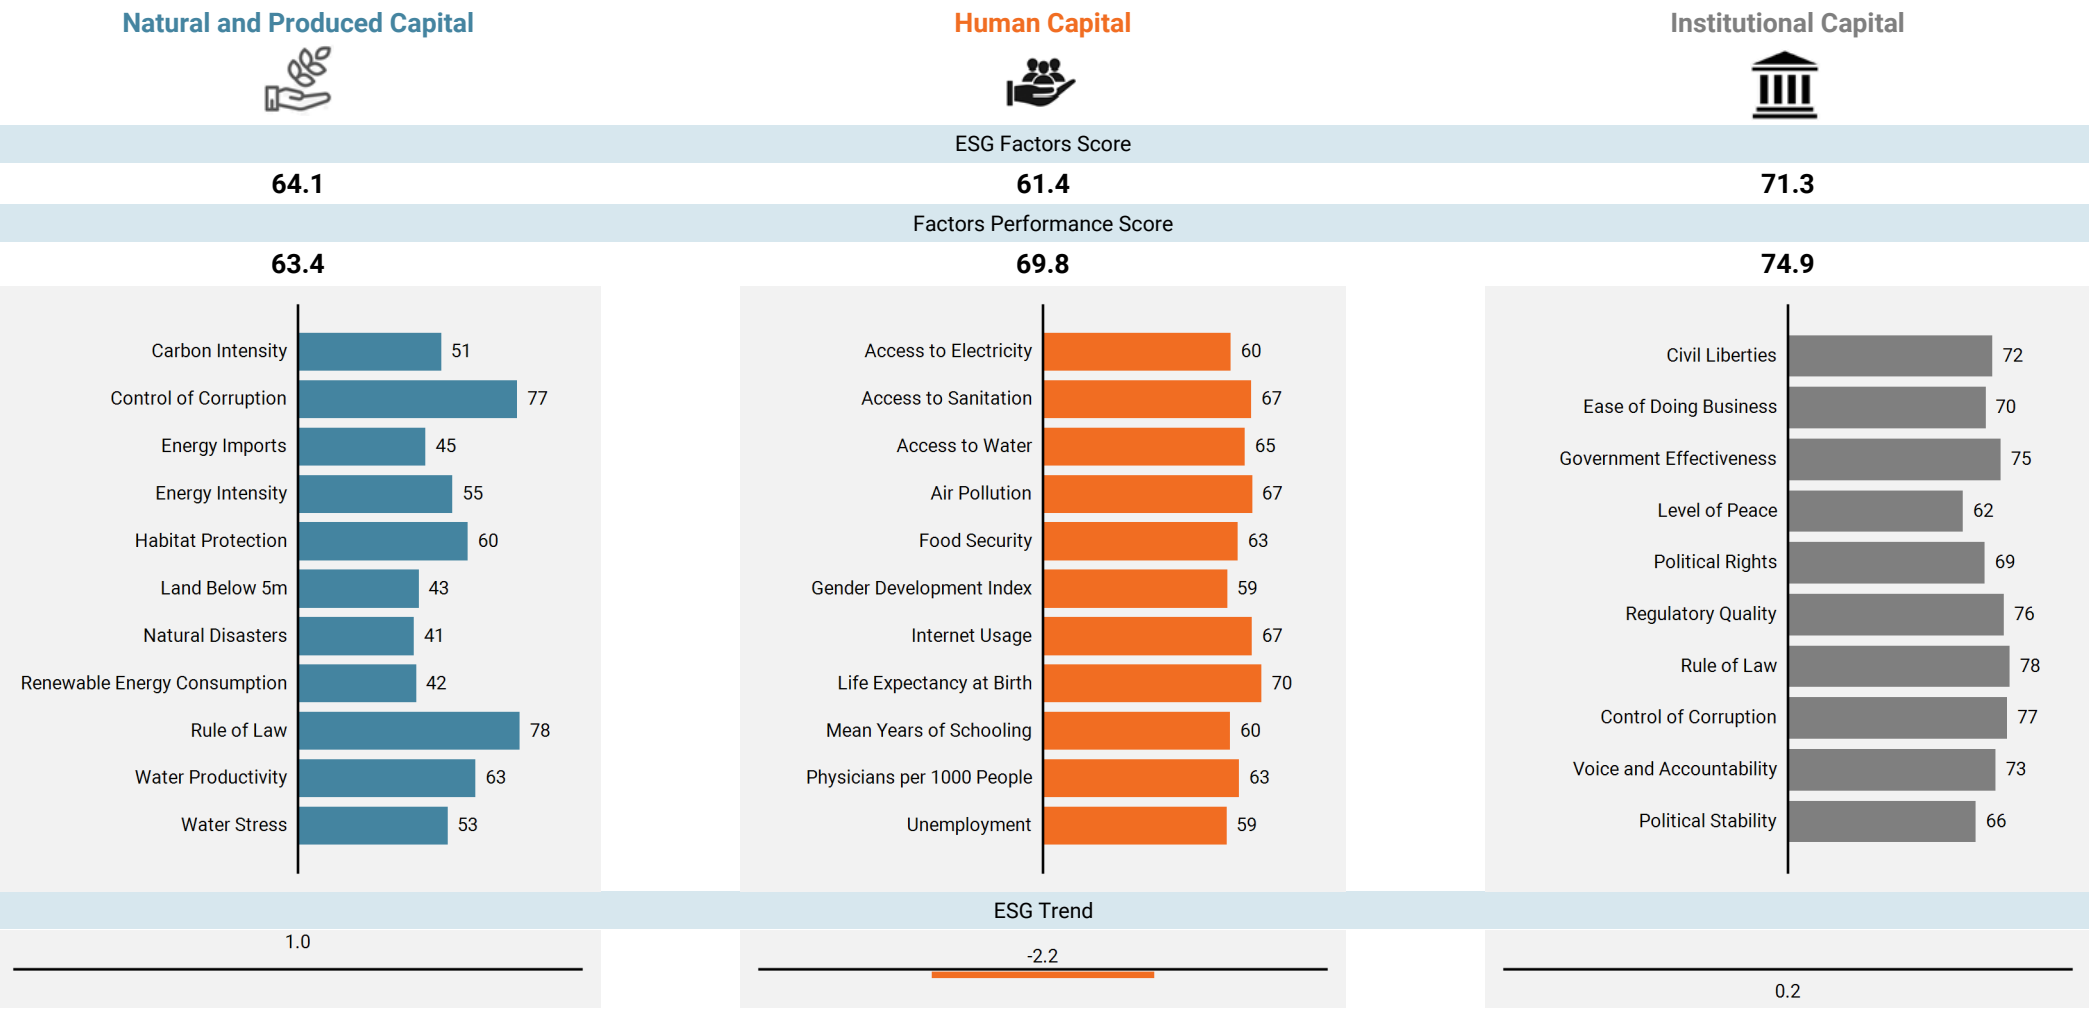 Natural and Produced Capital
Human Capital
Institutional Capital
ESG Factors Score
64.1
61.4
71.3
Factors Performance Score
63.4
69.8
74.9
Carbon Intensity 51
Control of Corruption 77
Energy Imports 45
Energy Intensity 55
Habitat Protection 60
Land Below 5m 43
Natural Disasters 41
Renewable Energy Consumption 42
Rule of Law 78
Water Productivity 63
Water Stress 53
Access to Electricity 60
Access to Sanitation 67
Access to Water 65
Air Pollution 67
Food Security 63
Gender Development Index 59
Internet Usage 67
Life Expectancy at Birth 70
Mean Years of Schooling 60
Physicians per 1000 People 63
Unemployment 59
Civil Liberties 72
Ease of Doing Business 70
Government Effectiveness 75
Level of Peace 62
Political Rights 69
Regulatory Quality 76
Rule of Law 78
Control of Corruption 77
Voice and Accountability 73
Political Stability 66
ESG Trend
1.0
-2.2
0.2